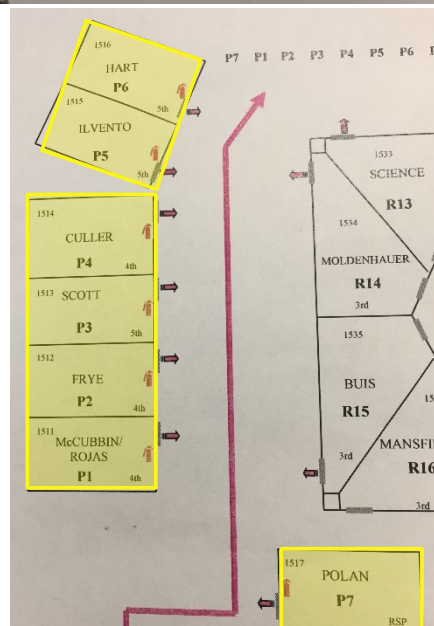 P7 P1 P2 P3 P4 P5 P6
1516
HART
P6
5th
1515
ILVENTO
P5
5th
1514
CULLER
P4
4th
1513
SCOTT
P3
5th
1512
FRYE
P2
4th
1511
McCUBBIN/
ROJAS
P1
4th
1533
SCIENCE
R13
1534
MOLDENHAUER
R14
3rd
1535
BUIS
R15
3rd
R16
3rd
1517
POLAN
P7
RSP